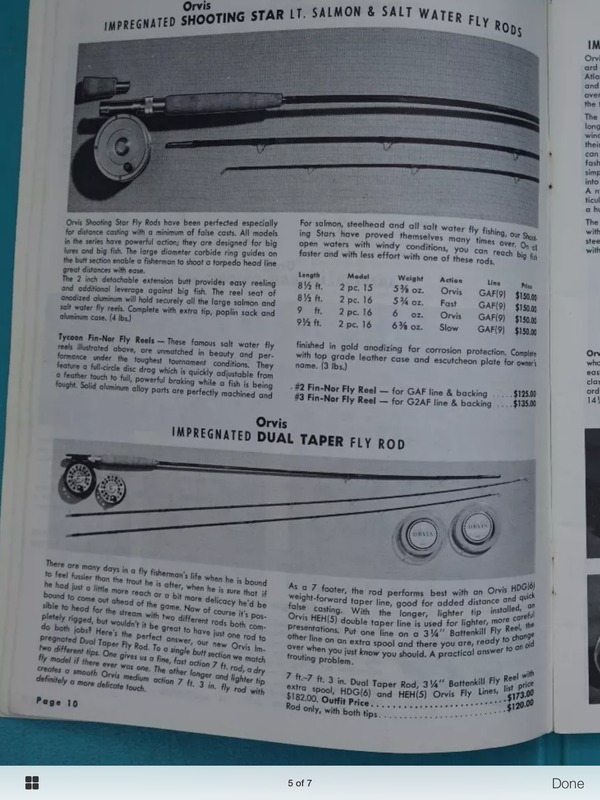 Orvis
IMPREGNATED SHOOTING STAR LT. SALMON & SALT WATER FLY RODS
Orvis Shooting Star Fly Rods have been perfected especially
for distance casting with a minimum of false casts. All models
in the series have powerful action; they are designed for big
lures and big fish. The large diameter carbide ring guides on
the butt section enable a fisherman to shoot a torpedo head line
great distances with ease.
The 2 inch detachable extension butt provides easy reeling
and additional leverage against big fish. The reel seat of
anodized aluminum will hold securely all the large salmon and
salt water fly reels. Complete with extra tip, poplin sack and
aluminum case. (4 lbs.)
Tycoon Fin-Nor Fly Reels — These famous salt water fly
reels illustrated above, are unmatched in beauty and per-
formance under the toughest tournament conditions. They
feature a full-circle disc drag which is quickly adjustable from
a feather touch to full, powerful braking while a fish is being
fought. Solid aluminum alloy parts are perfectly machined and
For salmon, steelhead and all salt water fly fishing, our Shoot-
ing Stars have proved themselves many times over. On all
open waters with windy conditions, you can reach big fish
faster and with less effort with one of these rods.
Length Model Weight Action Line Price
8½ ft. 2 pc. 15 5⅜ oz. Orvis GAF(9) $150.00
8½ ft. 2 pc. 16 5¾ oz. Fast GAF(9) $150.00
9 ft. 2 pc. 16 6 oz. Orvis GAF(9) $150.00
9½ ft. 2 pc. 16 6⅜ oz. Slow GAF(9) $150.00
finished in gold anodizing for corrosion protection. Complete
with top grade leather case and escutcheon plate for owner's
name. (3 lbs.)
#2 Fin-Nor Fly Reel — for GAF line & backing .....$125.00
#3 Fin-Nor Fly Reel — for G2AF line & backing ....$135.00
Orvis
IMPREGNATED DUAL TAPER FLY ROD
ORVIS
ORVIS
There are many days in a fly fisherman's life when he is bound
to feel fussier than the trout he is after, when he is sure that if
he had just a little more reach or a bit more delicacy he'd be
bound to come out ahead of the game. Now of course it's pos-
sible to head for the stream with two different rods both com-
pletely rigged, but wouldn't it be great to have just one rod to
do both jobs? Here's the perfect answer, our new Orvis Im-
pregnated Dual Taper Fly Rod. To a single butt section we match
two different tips. One gives us a fine, fast action 7 ft. rod, a dry
fly model if there ever was one. The other longer and lighter tip
creates a smooth Orvis medium action 7 ft. 3 in. fly rod with
definitely a more delicate touch.
As a 7 footer, the rod performs best with an Orvis HDG(6)
weight-forward taper line, good for added distance and quick
false casting. With the longer, lighter tip installed, an
Orvis HEH(5) double taper line is used for lighter, more careful
presentations. Put one line on a 3¼" Battenkill Fly Reel, the
other line on an extra spool and there you are, ready to change
over when you just know you should. A practical answer to an old
trouting problem.
7 ft.–7 ft. 3 in. Dual Taper Rod, 3¼" Battenkill Fly Reel with
extra spool, HDG(6) and HEH(5) Orvis Fly Lines, list price
$182.00, Outfit Price....................$173.00
Rod only, with both tips....................$120.00
Page 10
5 of 7
Done